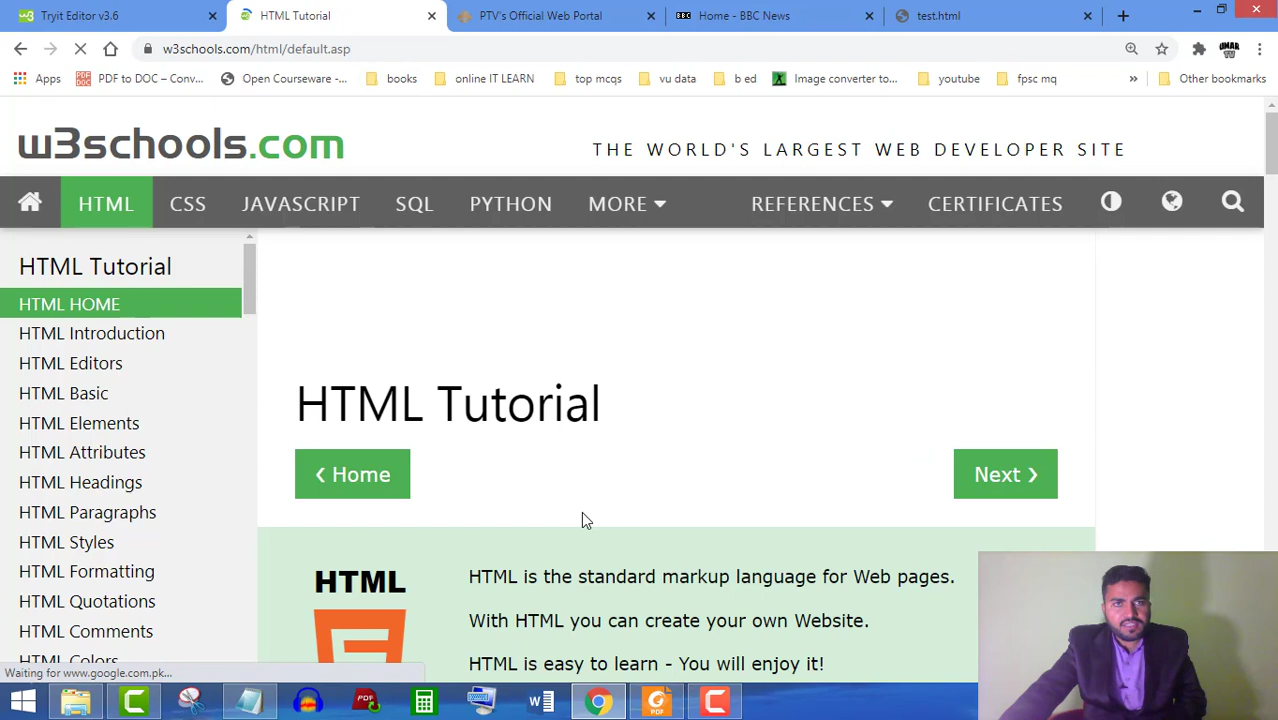 Tryit Editor v3.6
HTML Tutorial
PTV's Official Web Portal
BBC Home - BBC News
test.html
w3schools.com/html/default.asp
Apps
PDF to DOC – Conv...
Open Courseware -...
books
online IT LEARN
top mcqs
vu data
b ed
Image converter to...
youtube
fpsc mq
»
Other bookmarks
w3schools.com
THE WORLD'S LARGEST WEB DEVELOPER SITE
HTML
CSS
JAVASCRIPT
SQL
PYTHON
MORE
REFERENCES
CERTIFICATES
HTML Tutorial
HTML HOME
HTML Introduction
HTML Editors
HTML Basic
HTML Elements
HTML Attributes
HTML Headings
HTML Paragraphs
HTML Styles
HTML Formatting
HTML Quotations
HTML Comments
HTML Colors
HTML Tutorial
❮ Home
Next ❯
HTML
HTML is the standard markup language for Web pages.
With HTML you can create your own Website.
HTML is easy to learn - You will enjoy it!
Waiting for www.google.com.pk...